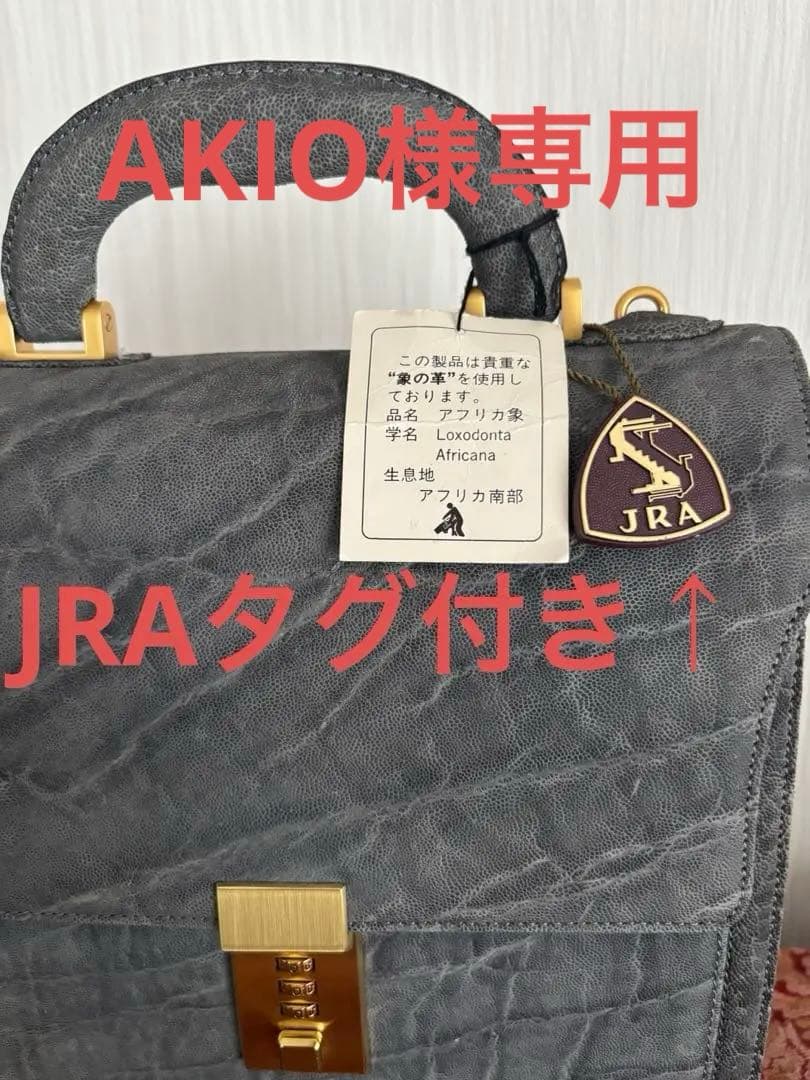 AKIO様専用
この製品は貴重な
“象の革”を使用し
ております。
品名 アフリカ象
学名 Loxodonta
Africana
生息地
アフリカ南部
JRA
JRAタグ付き↑